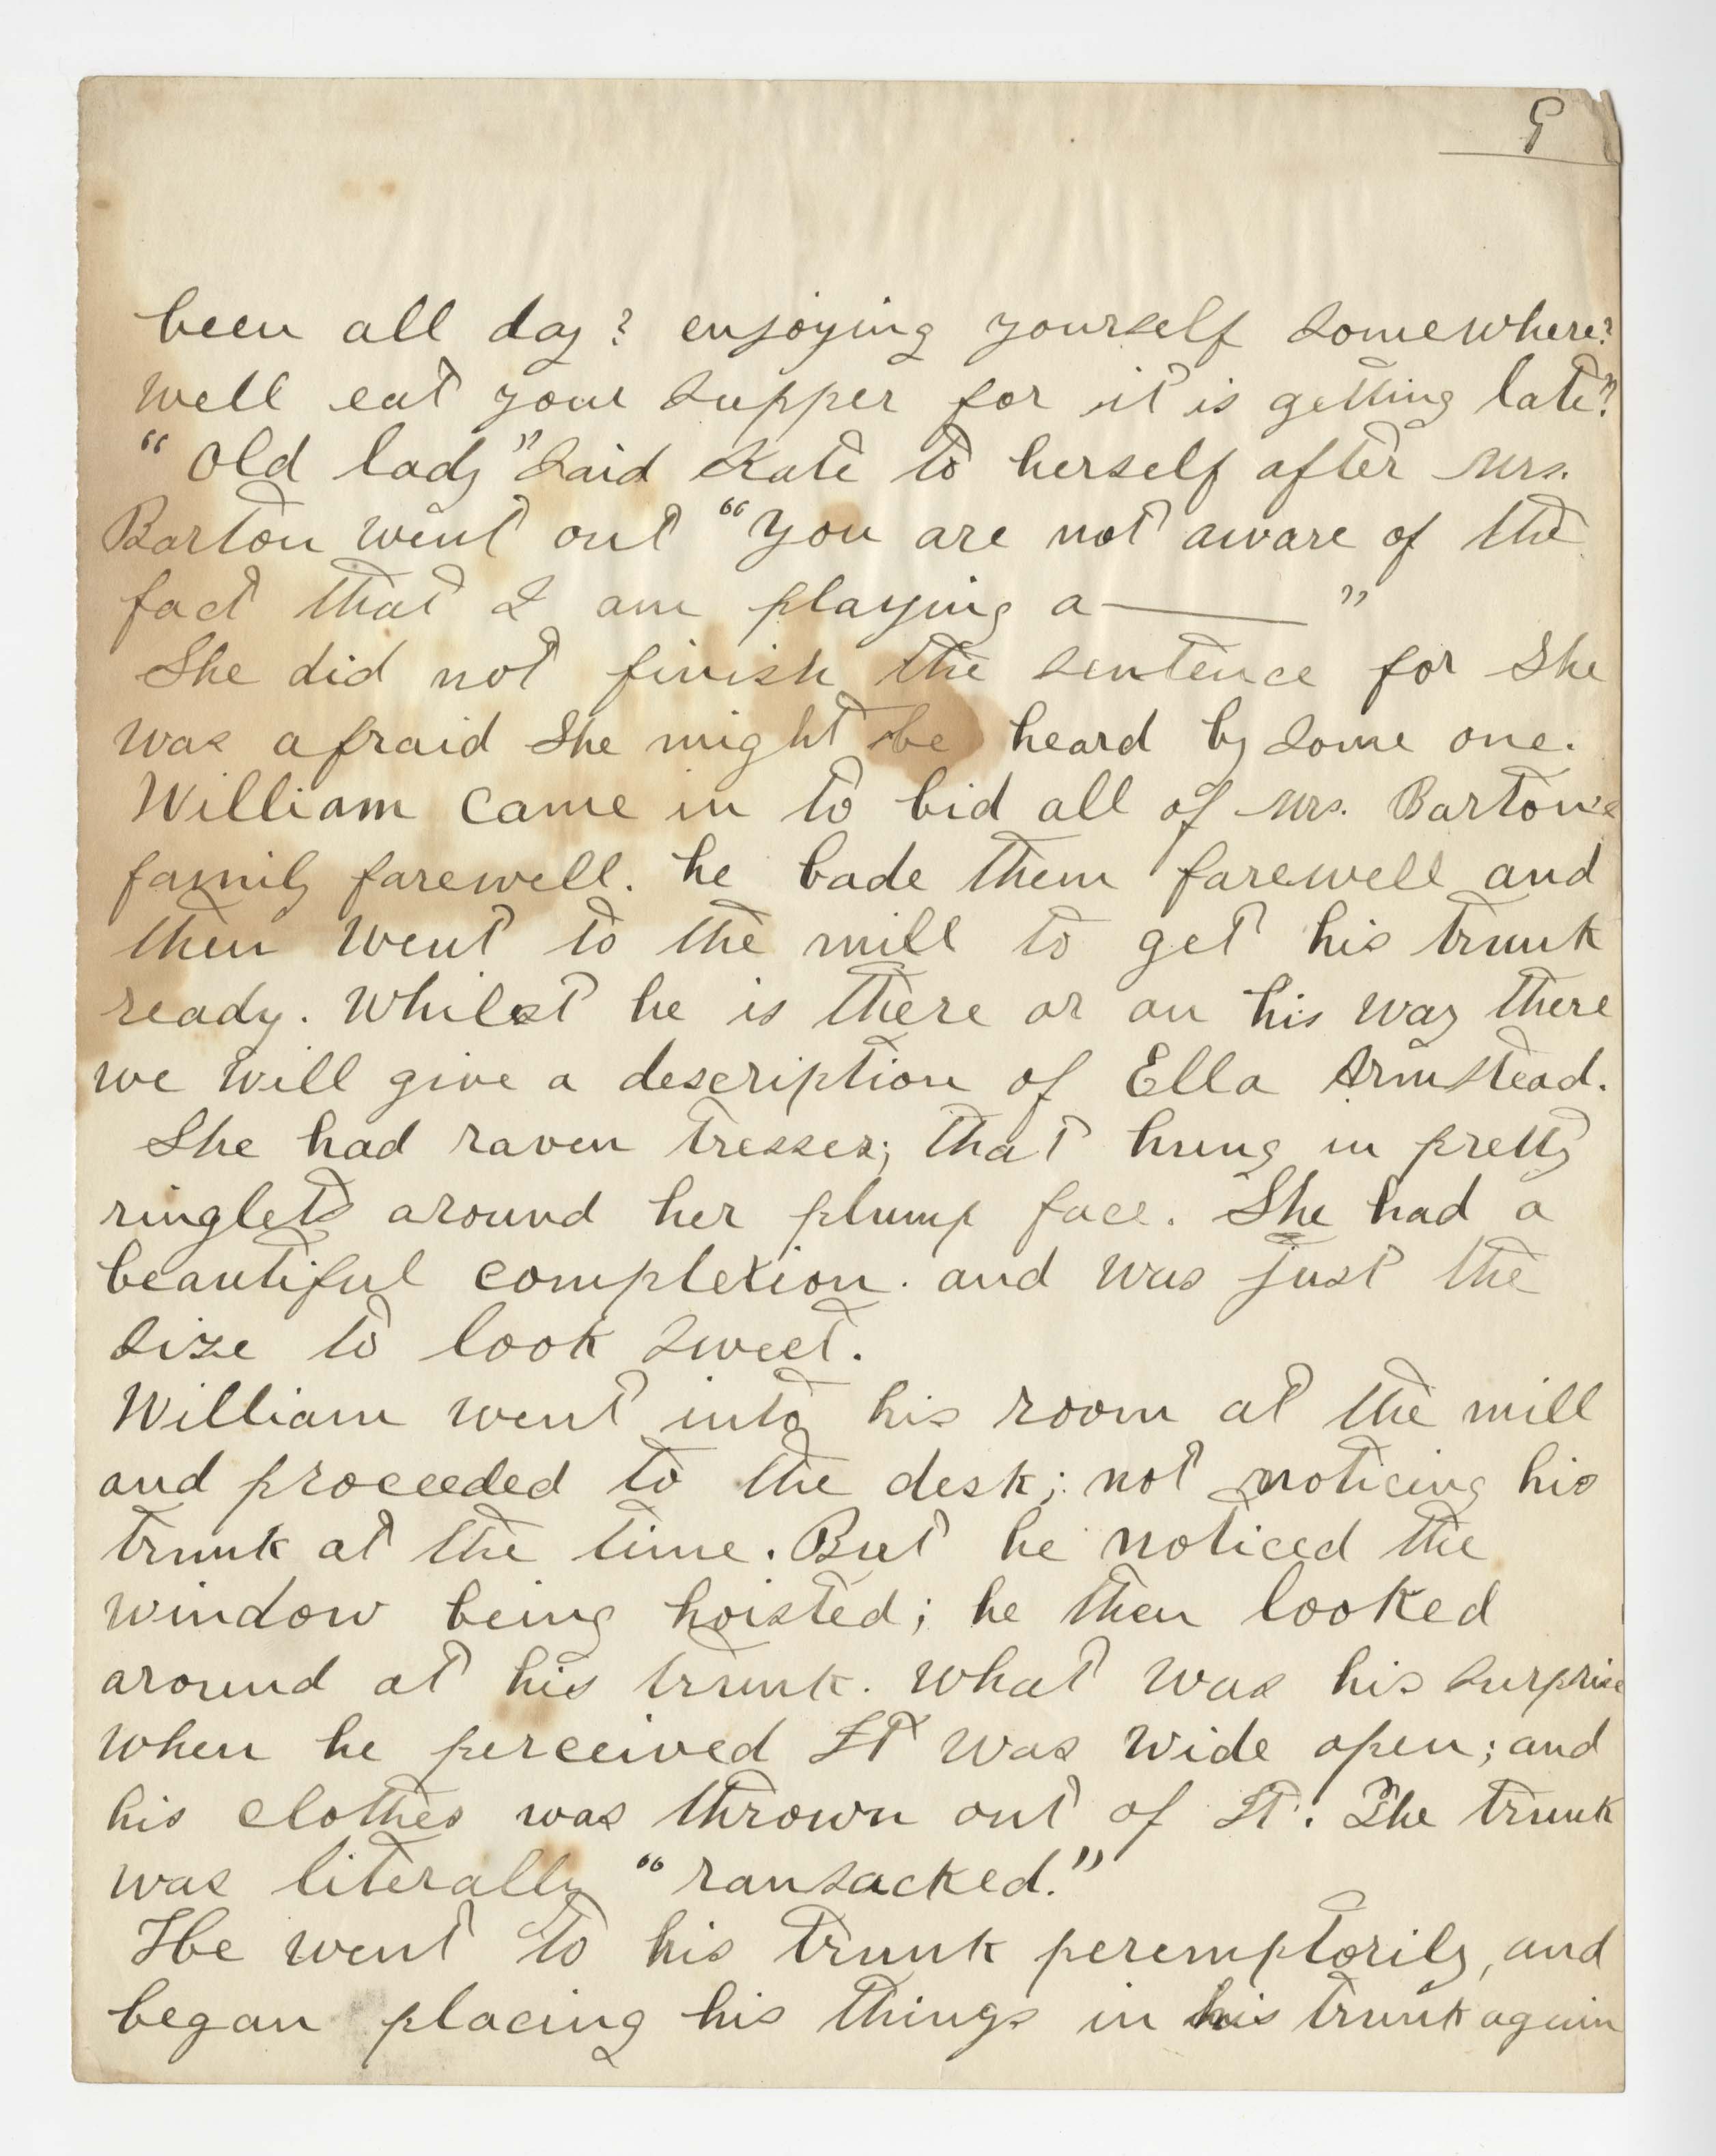 9
been all day? enjoying yourself somewhere?
well eat your supper for it is getting late?"
"Old lady" said Kate to herself after Mrs.
Barton went out "you are not aware of the
fact that I am playing a——"
She did not finish the sentence for she
was afraid she might be heard by some one.
William came in to bid all of Mrs. Bartons
family farewell. he bade them farewell and
then went to the mill to get his trunk
ready. Whilst he is there or on his way there
we will give a description of Ella Armstead.
She had raven tresses; that hung in pretty
ringlets around her plump face. She had a
beautiful complexion. and was just the
size to look sweet.
William went into his room at the mill
and proceeded to the desk; not noticing his
trunk at the time. But he noticed the
window being hoisted; he then looked
around at his trunk. what was his surprise
when he perceived It was wide open; and
his clothes was thrown out of It. The trunk
was literally "ransacked."
He went to his trunk peremptorily, and
began placing his things in his trunk again